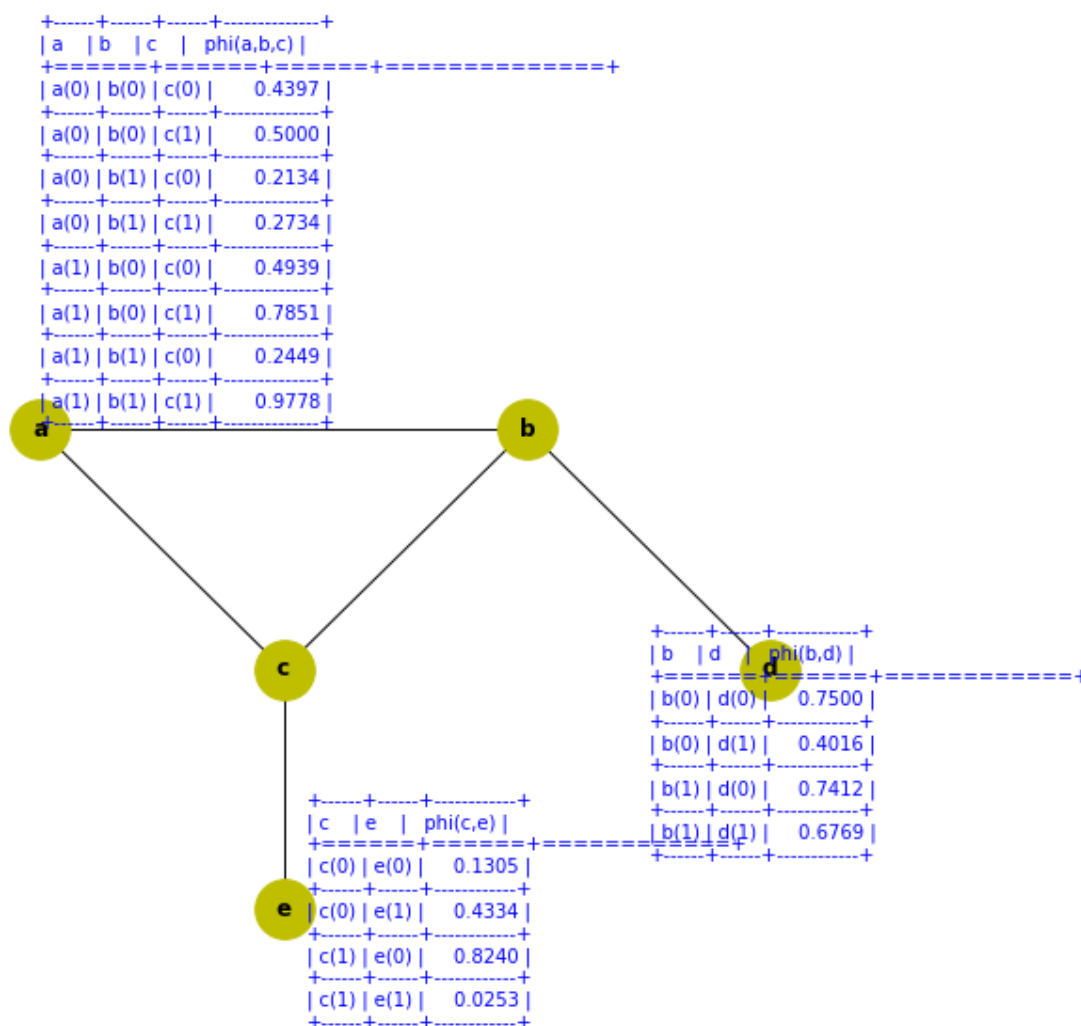 +------+------+------+--------------+
| a | b | c | phi(a,b,c) |
+======+======+======+==============+
| a(0) | b(0) | c(0) | 0.4397 |
+------+------+------+--------------+
| a(0) | b(0) | c(1) | 0.5000 |
+------+------+------+--------------+
| a(0) | b(1) | c(0) | 0.2134 |
+------+------+------+--------------+
| a(0) | b(1) | c(1) | 0.2734 |
+------+------+------+--------------+
| a(1) | b(0) | c(0) | 0.4939 |
+------+------+------+--------------+
| a(1) | b(0) | c(1) | 0.7851 |
+------+------+------+--------------+
| a(1) | b(1) | c(0) | 0.2449 |
+------+------+------+--------------+
| a(1) | b(1) | c(1) | 0.9778 |
+------+------+------+--------------+
a
b
c
d
+------+------+------------+
| b | d | phi(b,d) |
+======+======+============+
| b(0) | d(0) | 0.7500 |
+------+------+------------+
| b(0) | d(1) | 0.4016 |
+------+------+------------+
| b(1) | d(0) | 0.7412 |
+------+------+------------+
| b(1) | d(1) | 0.6769 |
+------+------+------------+
e
+------+------+------------+
| c | e | phi(c,e) |
+======+======+============+
| c(0) | e(0) | 0.1305 |
+------+------+------------+
| c(0) | e(1) | 0.4334 |
+------+------+------------+
| c(1) | e(0) | 0.8240 |
+------+------+------------+
| c(1) | e(1) | 0.0253 |
+------+------+------------+